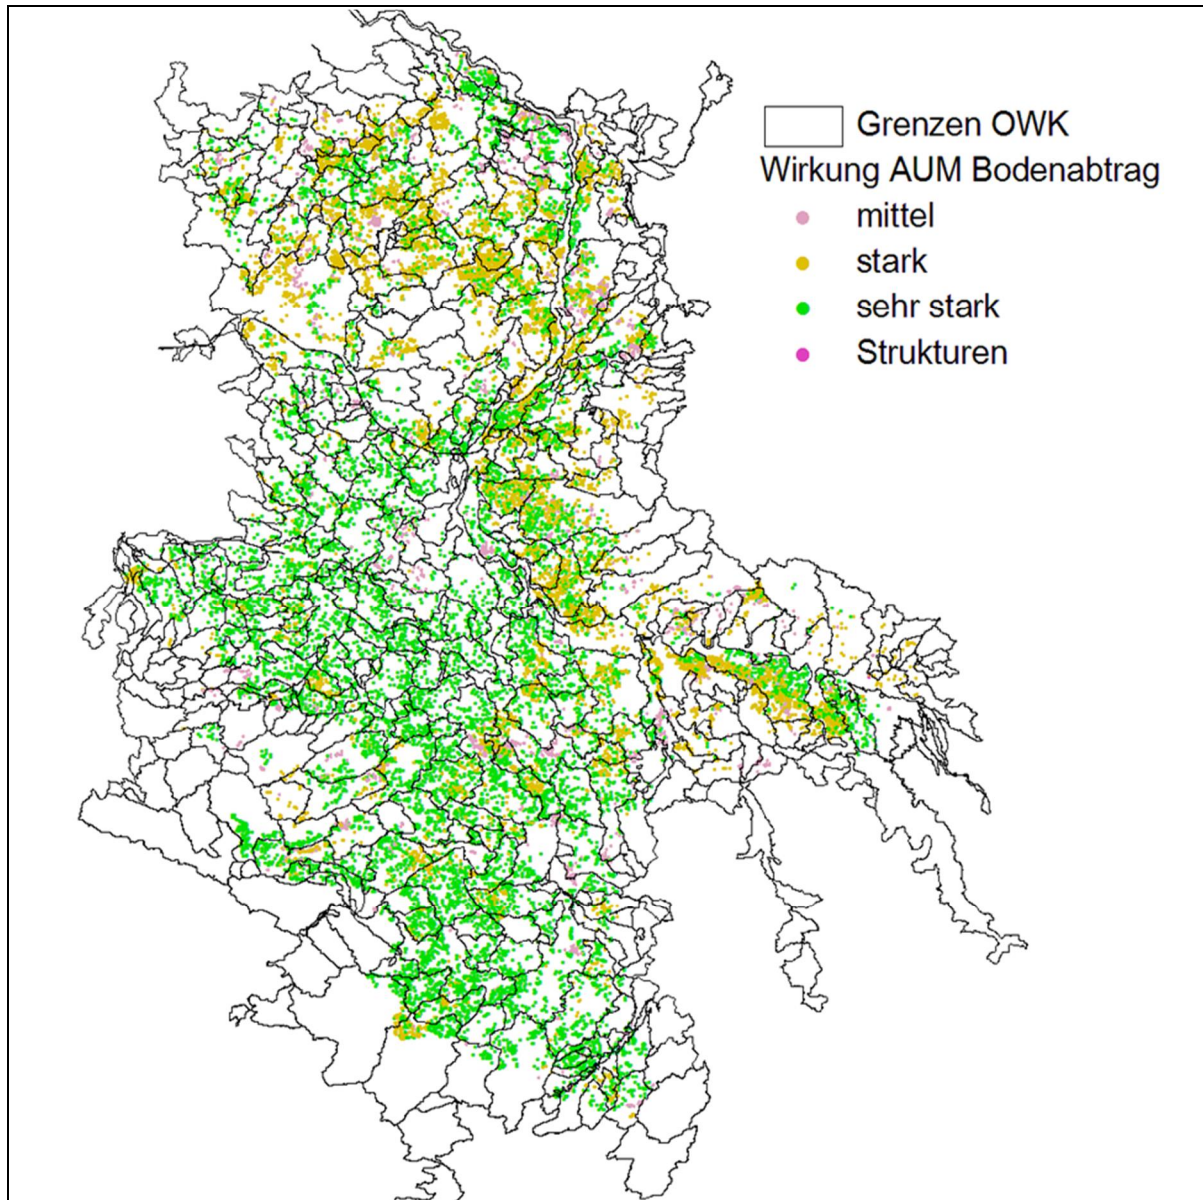 Grenzen OWK
Wirkung AUM Bodenabtrag
mittel
stark
sehr stark
Strukturen